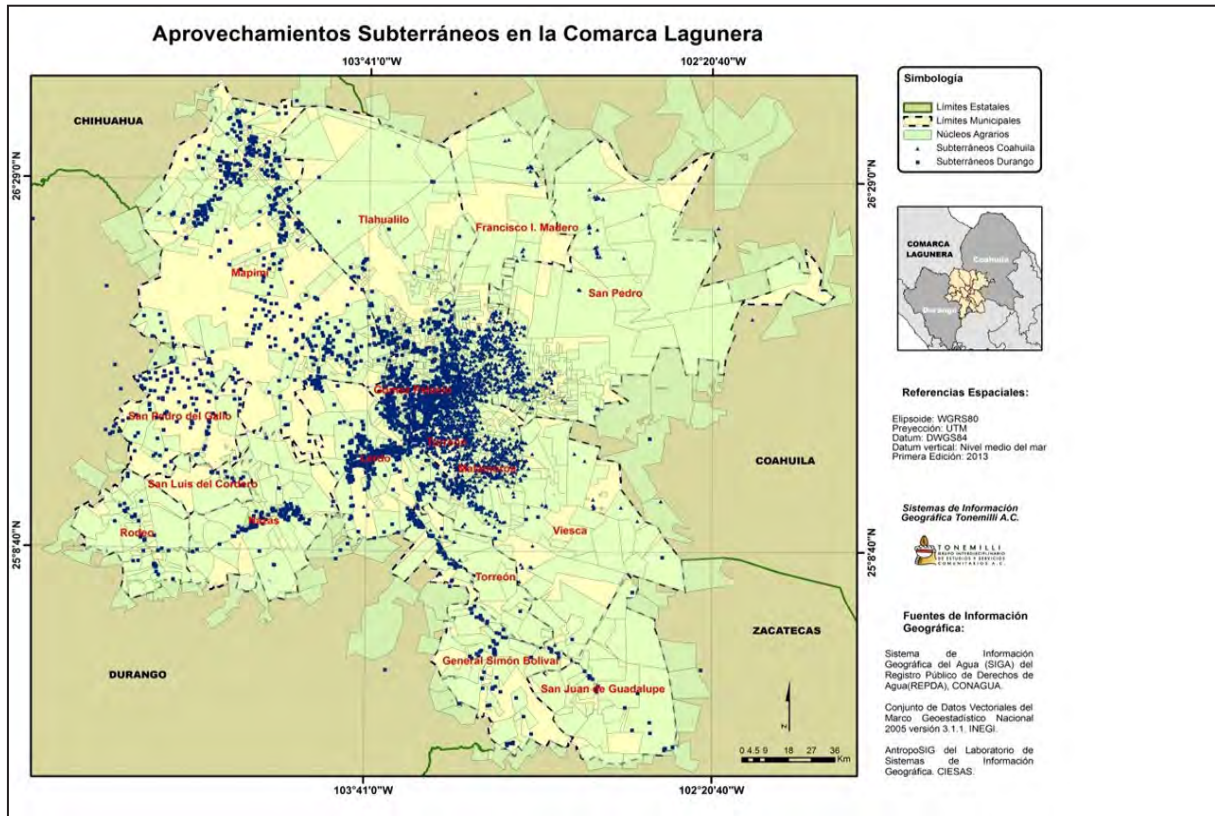 Aprovechamientos Subterráneos en la Comarca Lagunera
103°41'0"W
102°20'40"W
26°29'0"N
26°29'0"N
25°8'40"N
25°8'40"N
103°41'0"W
102°20'40"W
CHIHUAHUA
COAHUILA
ZACATECAS
DURANGO
Tlahualilo
Francisco I. Madero
Mapimí
San Pedro
San Pedro del Gallo
Lerdo
San Luis del Cordero
Rodeo
Nazas
Viesca
Torreón
General Simón Bolívar
San Juan de Guadalupe
N
0 4.5 9 18 27 36
Km
Simbología
Límites Estatales
Límites Municipales
Núcleos Agrarios
Subterráneos Coahuila
Subterráneos Durango
COMARCA
LAGUNERA
Coahuila
Durango
Referencias Espaciales:
Elipsoide: WGRS80
Preyección: UTM
Datum: DWGS84
Datum vertical: Nivel medio del mar
Primera Edición: 2013
Sistemas de Información
Geográfica Tonemilli A.C.
TONEMILLI
GRUPO INTERDISCIPLINARIO
DE ESTUDIOS Y SERVICIOS
COMUNITARIOS A.C.
Fuentes de Información
Geográfica:
Sistema de Información
Geográfica del Agua (SIGA) del
Registro Público de Derechos de
Agua(REPDA), CONAGUA.
Conjunto de Datos Vectoriales del
Marco Geoestadístico Nacional
2005 versión 3.1.1. INEGI.
AntropoSIG del Laboratorio de
Sistemas de Información
Geográfica. CIESAS.